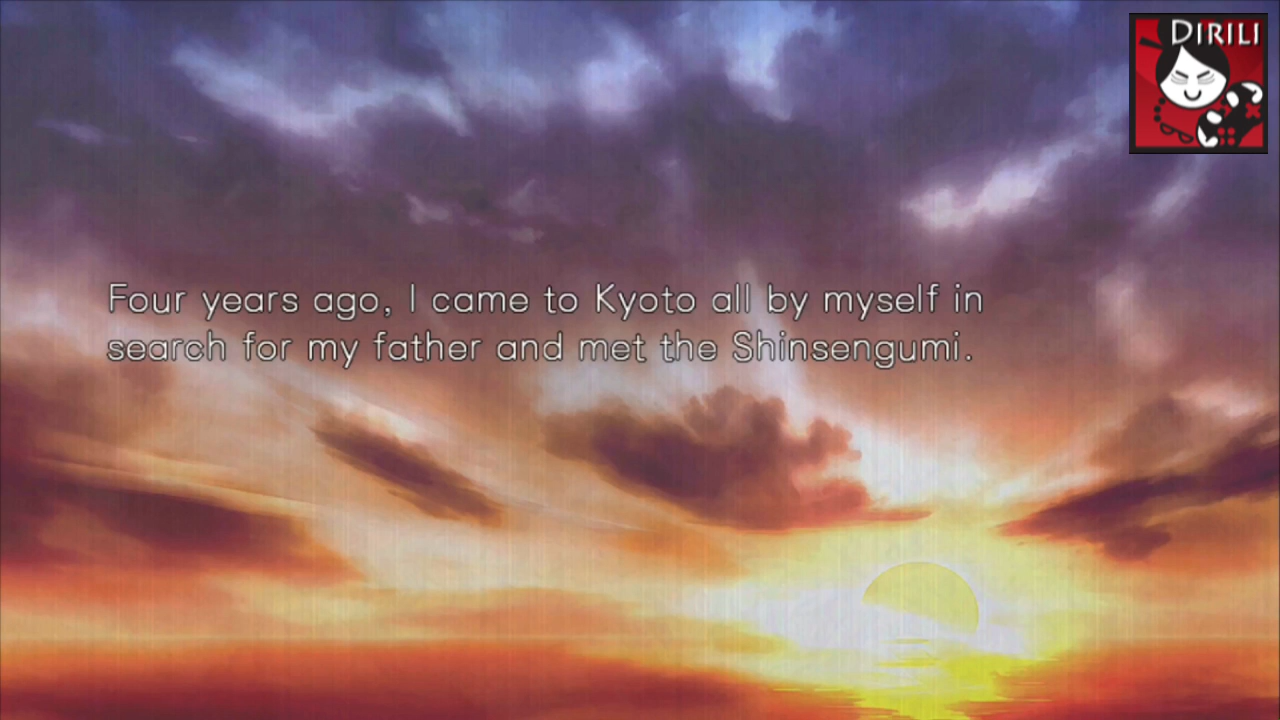 DIRILI
Four years ago, I came to Kyoto all by myself in
search for my father and met the Shinsengumi.